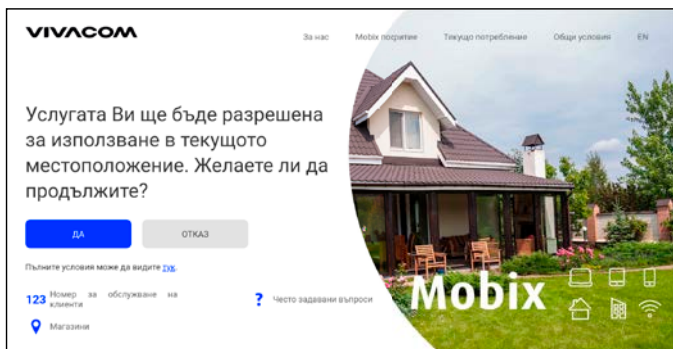 VIVACOM
За нас Mobix покритие Текущо потребление Общи условия EN
Услугата Ви ще бъде разрешена
за използване в текущото
местоположение. Желаете ли да
продължите?
ДА ОТКАЗ
Пълните условия може да видите тук.
123 Номер за обслужване на
клиенти
? Често задавани въпроси
Магазини
Mobix